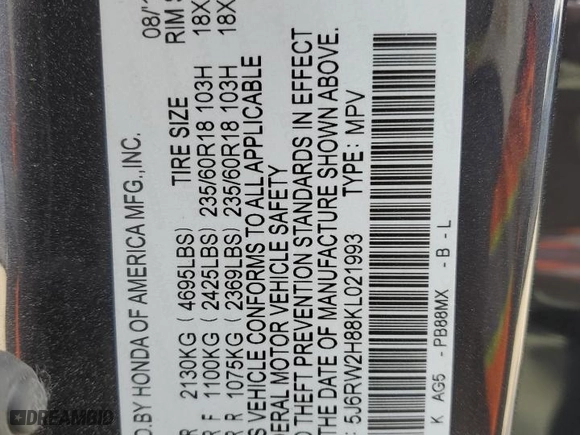 D.BY HONDA OF AMERICA MFG.,INC. 08/'1
R 2130KG ( 4695LBS) TIRE SIZE RIM S
R F 1100KG ( 2425LBS) 235/60R18 103H 18X
R R 1075KG ( 2369LBS) 235/60R18 103H 18X
S VEHICLE CONFORMS TO ALL APPLICABLE
ERAL MOTOR VEHICLE SAFETY
D THEFT PREVENTION STANDARDS IN EFFECT
THE DATE OF MANUFACTURE SHOWN ABOVE.
: 5J6RW2H88KL021993 TYPE: MPV
K AG5 - PB88MX - B - L
DREAMBID